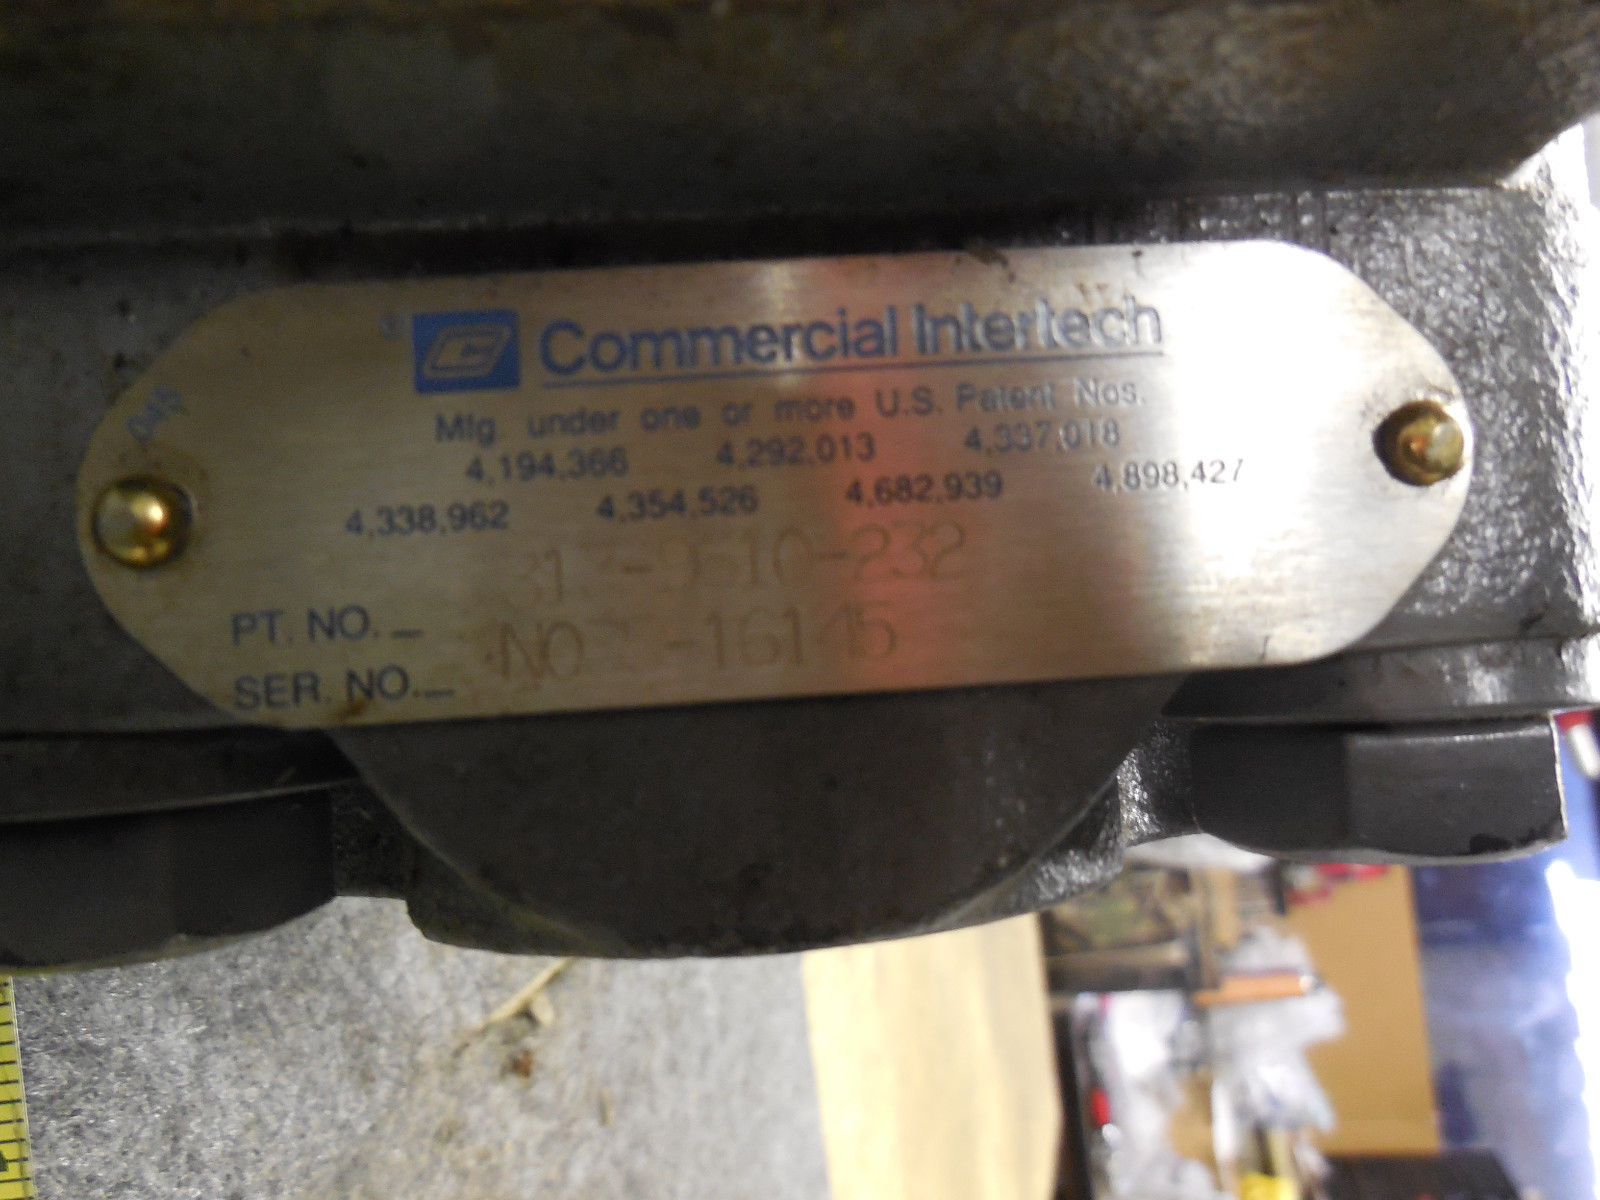 ® C Commercial Intertech
Mfg. under one or more U.S. Patent Nos.
4,194,366 4,292,013 4,337,018
4,338,962 4,354,526 4,682,939 4,898,427
PT. NO.
SER. NO.